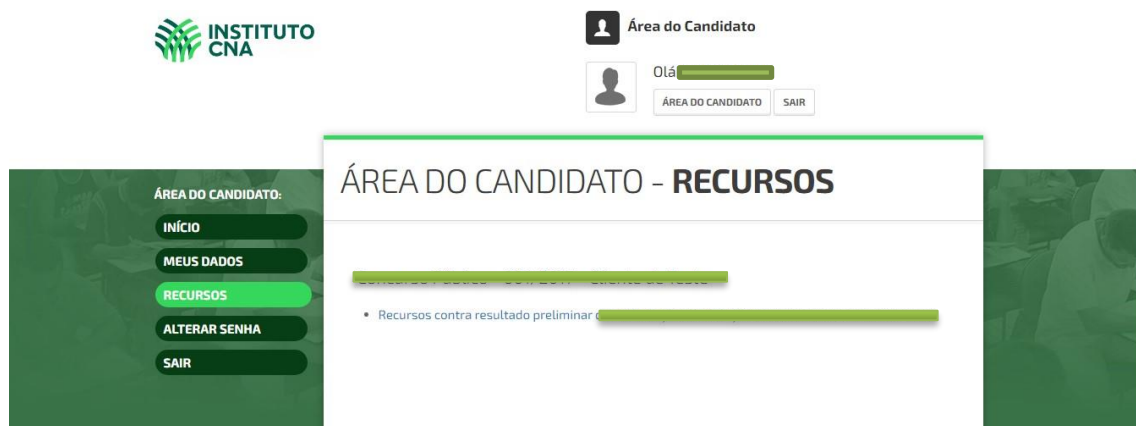 INSTITUTO
CNA
Área do Candidato
Olá
ÁREA DO CANDIDATO SAIR
ÁREA DO CANDIDATO - RECURSOS
ÁREA DO CANDIDATO:
INÍCIO
MEUS DADOS
RECURSOS
ALTERAR SENHA
SAIR
Recursos contra resultado preliminar